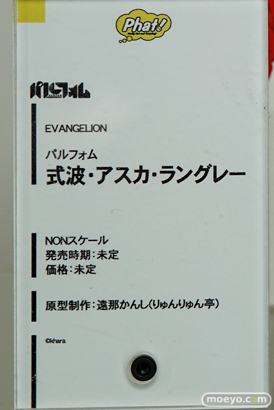 Phat!
パルフォム
EVANGELION
パルフォム
式波・アスカ・ラングレー
NONスケール
発売時期:未定
価格:未定
原型制作:遠那かんし(りゅんりゅん亭)
©khara
moeyo.com